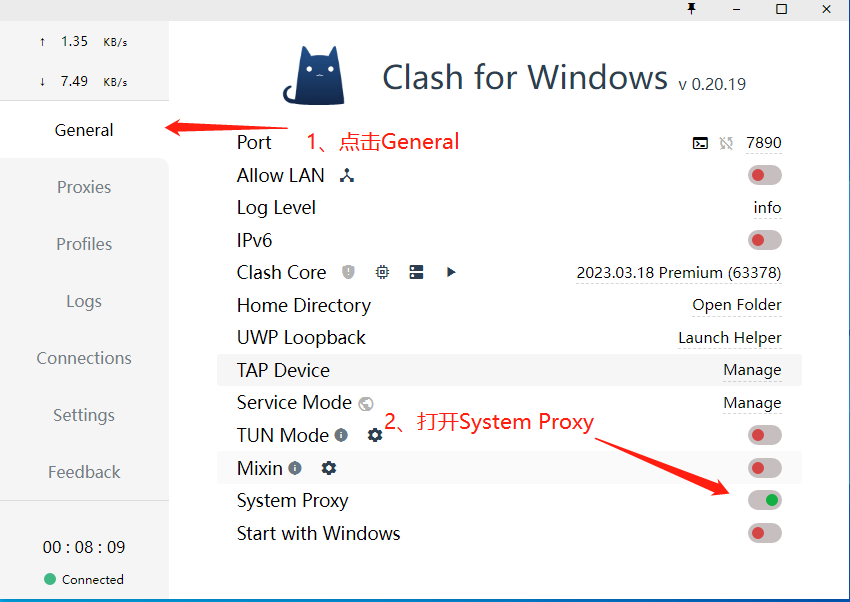 ↑ 1.35 KB/s
↓ 7.49 KB/s
General
Proxies
Profiles
Logs
Connections
Settings
Feedback
00 : 08 : 09
Connected
Clash for Windows v 0.20.19
Port 7890
1、点击General
Allow LAN
Log Level info
IPv6
Clash Core 2023.03.18 Premium (63378)
Home Directory Open Folder
UWP Loopback Launch Helper
TAP Device Manage
Service Mode Manage
2、打开System Proxy
TUN Mode
Mixin
System Proxy
Start with Windows